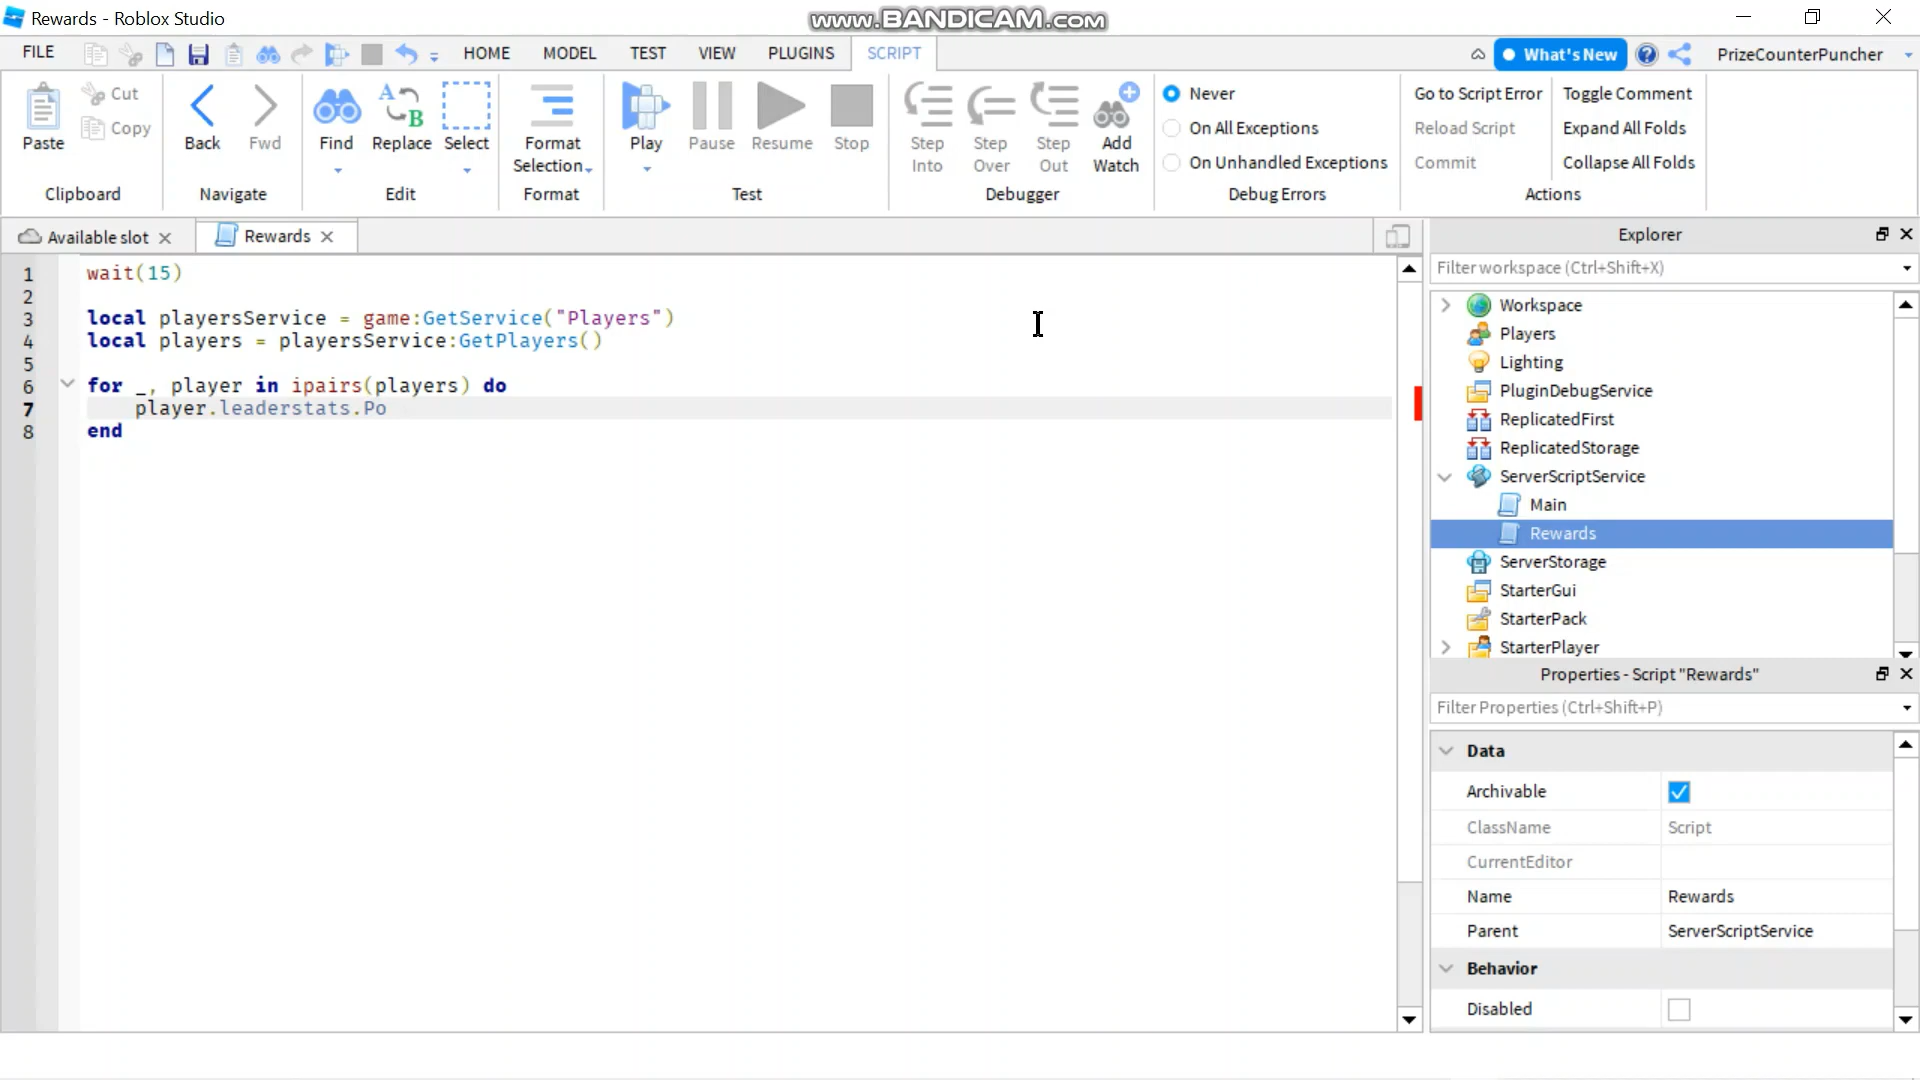 Rewards - Roblox Studio
www.BANDICAM.com
FILE
HOME
MODEL
TEST
VIEW
PLUGINS
SCRIPT
What's New
PrizeCounterPuncher
Paste
Cut
Copy
Clipboard
Back
Fwd
Navigate
Find
Replace
Select
Edit
Format
Selection
Format
Play
Pause
Resume
Stop
Test
Step
Into
Step
Over
Step
Out
Add
Watch
Debugger
Never
On All Exceptions
On Unhandled Exceptions
Debug Errors
Go to Script Error
Reload Script
Commit
Toggle Comment
Expand All Folds
Collapse All Folds
Actions
Available slot
Rewards
1 wait(15)
2
3 local playersService = game:GetService("Players")
4 local players = playersService:GetPlayers()
5
6 for _, player in ipairs(players) do
7 player.leaderstats.Po
8 end
Explorer
Filter workspace (Ctrl+Shift+X)
Workspace
Players
Lighting
PluginDebugService
ReplicatedFirst
ReplicatedStorage
ServerScriptService
Main
Rewards
ServerStorage
StarterGui
StarterPack
StarterPlayer
Properties - Script "Rewards"
Filter Properties (Ctrl+Shift+P)
Data
Archivable
ClassName Script
CurrentEditor
Name Rewards
Parent ServerScriptService
Behavior
Disabled